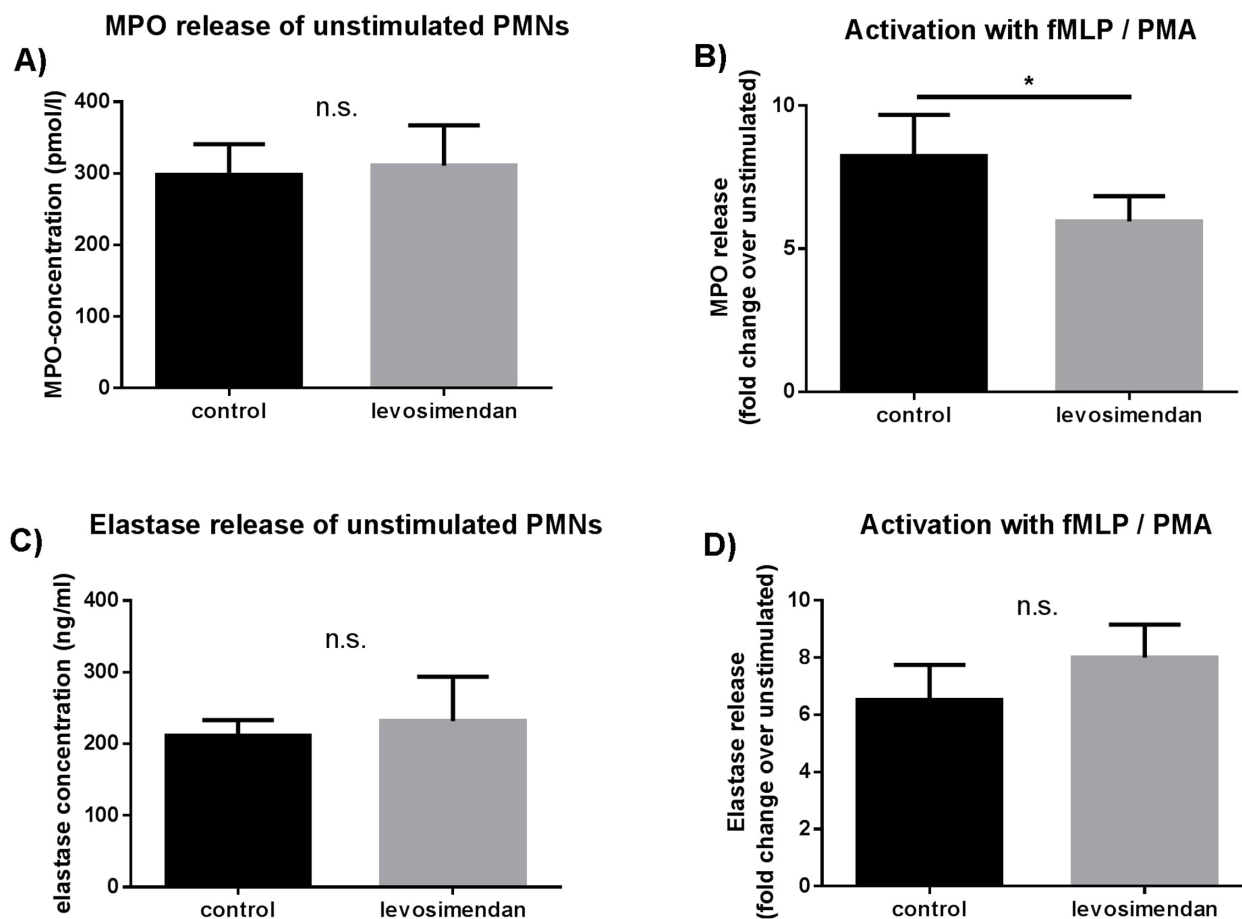 MPO release of unstimulated PMNs
A)
MPO-concentration (pmol/l)
400
300
200
100
0
n.s.
control
levosimendan
Activation with fMLP / PMA
B)
MPO release
(fold change over unstimulated)
10
5
0
*
control
levosimendan
Elastase release of unstimulated PMNs
C)
elastase concentration (ng/ml)
400
300
200
100
0
n.s.
control
levosimendan
Activation with fMLP / PMA
D)
Elastase release
(fold change over unstimulated)
10
8
6
4
2
0
n.s.
control
levosimendan